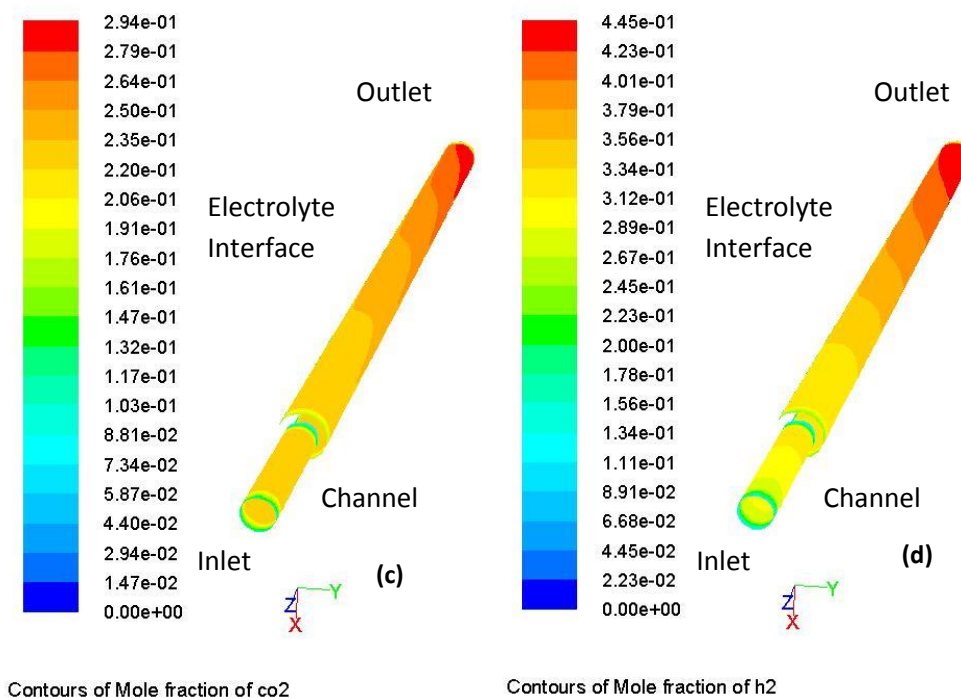 2.94e-01
2.79e-01
2.64e-01
2.50e-01
2.35e-01
2.20e-01
2.06e-01
1.91e-01
1.76e-01
1.61e-01
1.47e-01
1.32e-01
1.17e-01
1.03e-01
8.81e-02
7.34e-02
5.87e-02
4.40e-02
2.94e-02
1.47e-02
0.00e+00
Outlet
Electrolyte
Interface
Channel
Inlet
(c)
Z
Y
X
Contours of Mole fraction of co2
4.45e-01
4.23e-01
4.01e-01
3.79e-01
3.56e-01
3.34e-01
3.12e-01
2.89e-01
2.67e-01
2.45e-01
2.23e-01
2.00e-01
1.78e-01
1.56e-01
1.34e-01
1.11e-01
8.91e-02
6.68e-02
4.45e-02
2.23e-02
0.00e+00
Outlet
Electrolyte
Interface
Channel
Inlet
(d)
Z
Y
X
Contours of Mole fraction of h2